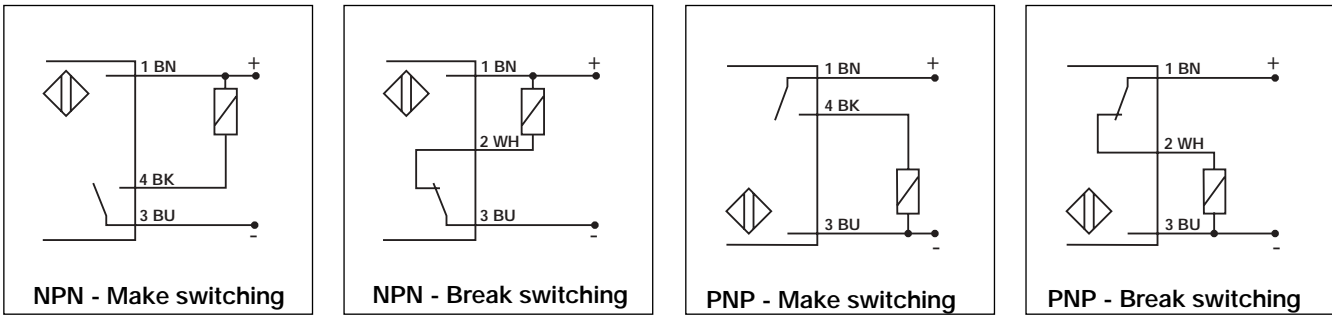 1 BN
+
4 BK
3 BU
-
NPN - Make switching
1 BN
+
2 WH
3 BU
-
NPN - Break switching
1 BN
+
4 BK
3 BU
-
PNP - Make switching
1 BN
+
2 WH
3 BU
-
PNP - Break switching